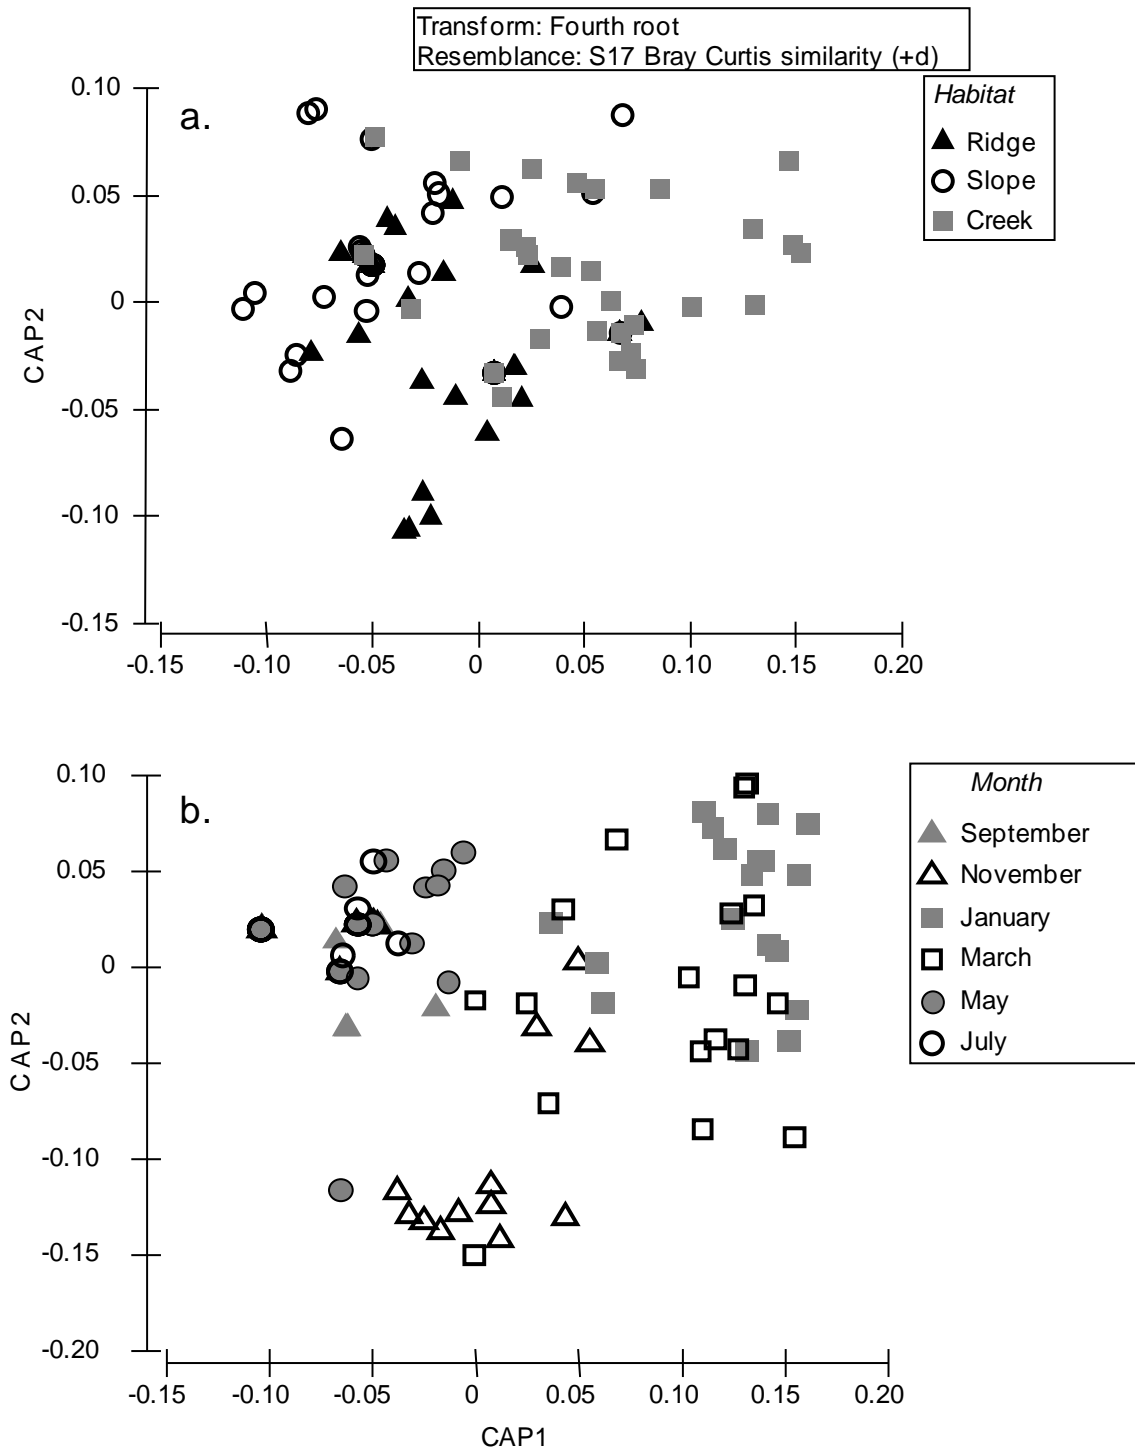 Transform: Fourth root
Resemblance: S17 Bray Curtis similarity (+d)
a.
Habitat
Ridge
Slope
Creek
0.10
0.05
0
-0.05
-0.10
-0.15
CAP2
-0.15 -0.10 -0.05 0 0.05 0.10 0.15 0.20
b.
Month
September
November
January
March
May
July
0.10
0.05
0
-0.05
-0.10
-0.15
-0.20
CAP2
-0.15 -0.10 -0.05 0 0.05 0.10 0.15 0.20
CAP1